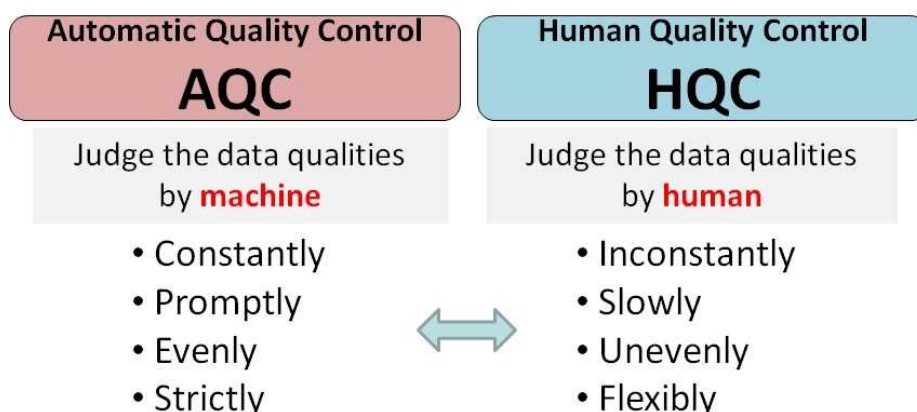 Automatic Quality Control
AQC
Judge the data qualities
by machine
• Constantly
• Promptly
• Evenly
• Strictly
Human Quality Control
HQC
Judge the data qualities
by human
• Inconstantly
• Slowly
• Unevenly
• Flexibly